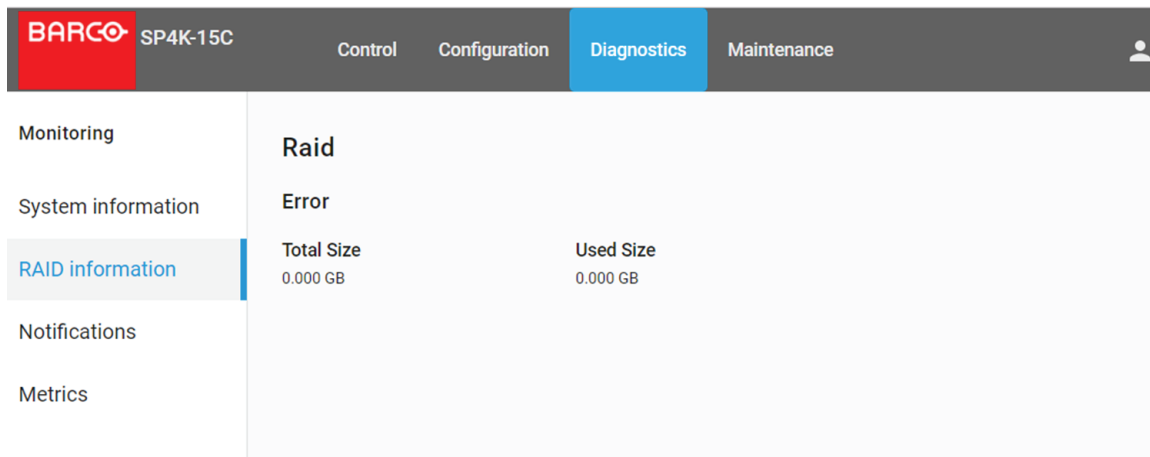 BARCO SP4K-15C Control Configuration Diagnostics Maintenance
Monitoring
System information
RAID information
Notifications
Metrics
Raid
Error
Total Size Used Size
0.000 GB 0.000 GB